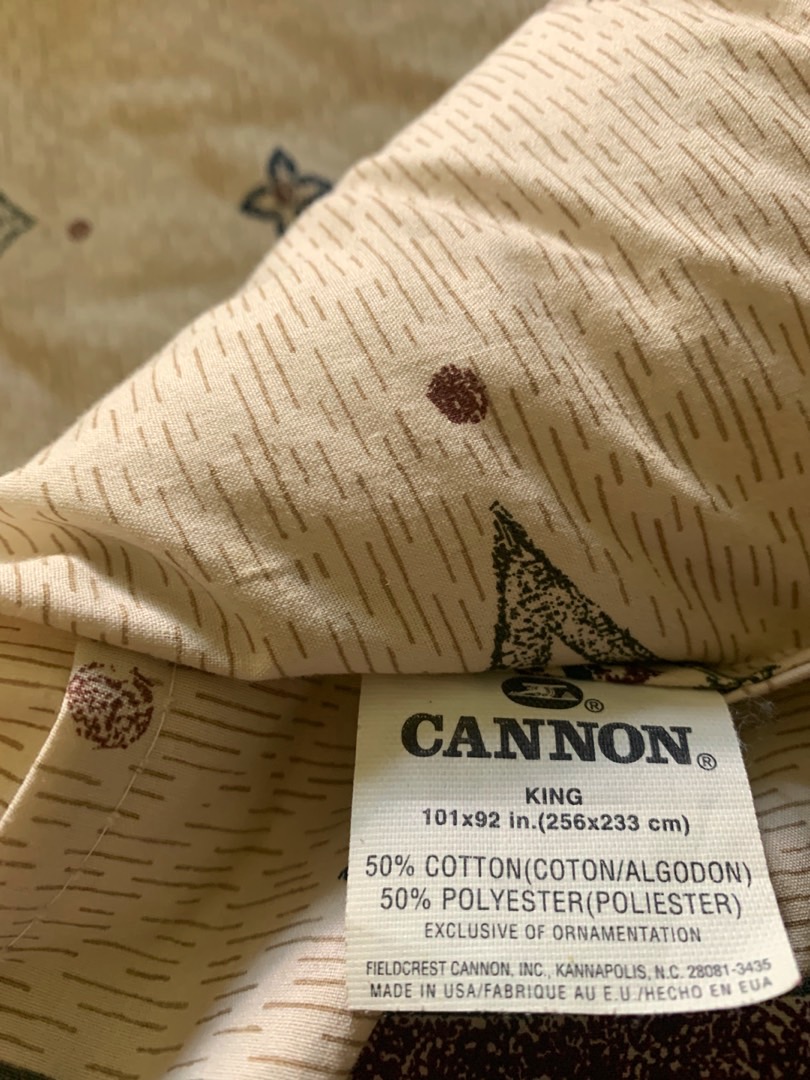 ®
CANNON®
KING
101x92 in.(256x233 cm)
50% COTTON(COTON/ALGODON)
50% POLYESTER(POLIESTER)
EXCLUSIVE OF ORNAMENTATION
FIELDCREST CANNON, INC., KANNAPOLIS, N.C. 28081-3435
MADE IN USA/FABRIQUE AU E.U./HECHO EN EUA